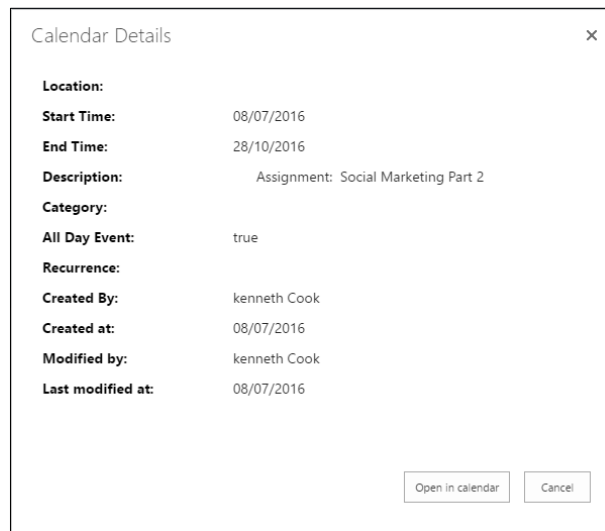 Calendar Details ×
Location:
Start Time: 08/07/2016
End Time: 28/10/2016
Description: Assignment: Social Marketing Part 2
Category:
All Day Event: true
Recurrence:
Created By: kenneth Cook
Created at: 08/07/2016
Modified by: kenneth Cook
Last modified at: 08/07/2016
Open in calendar Cancel